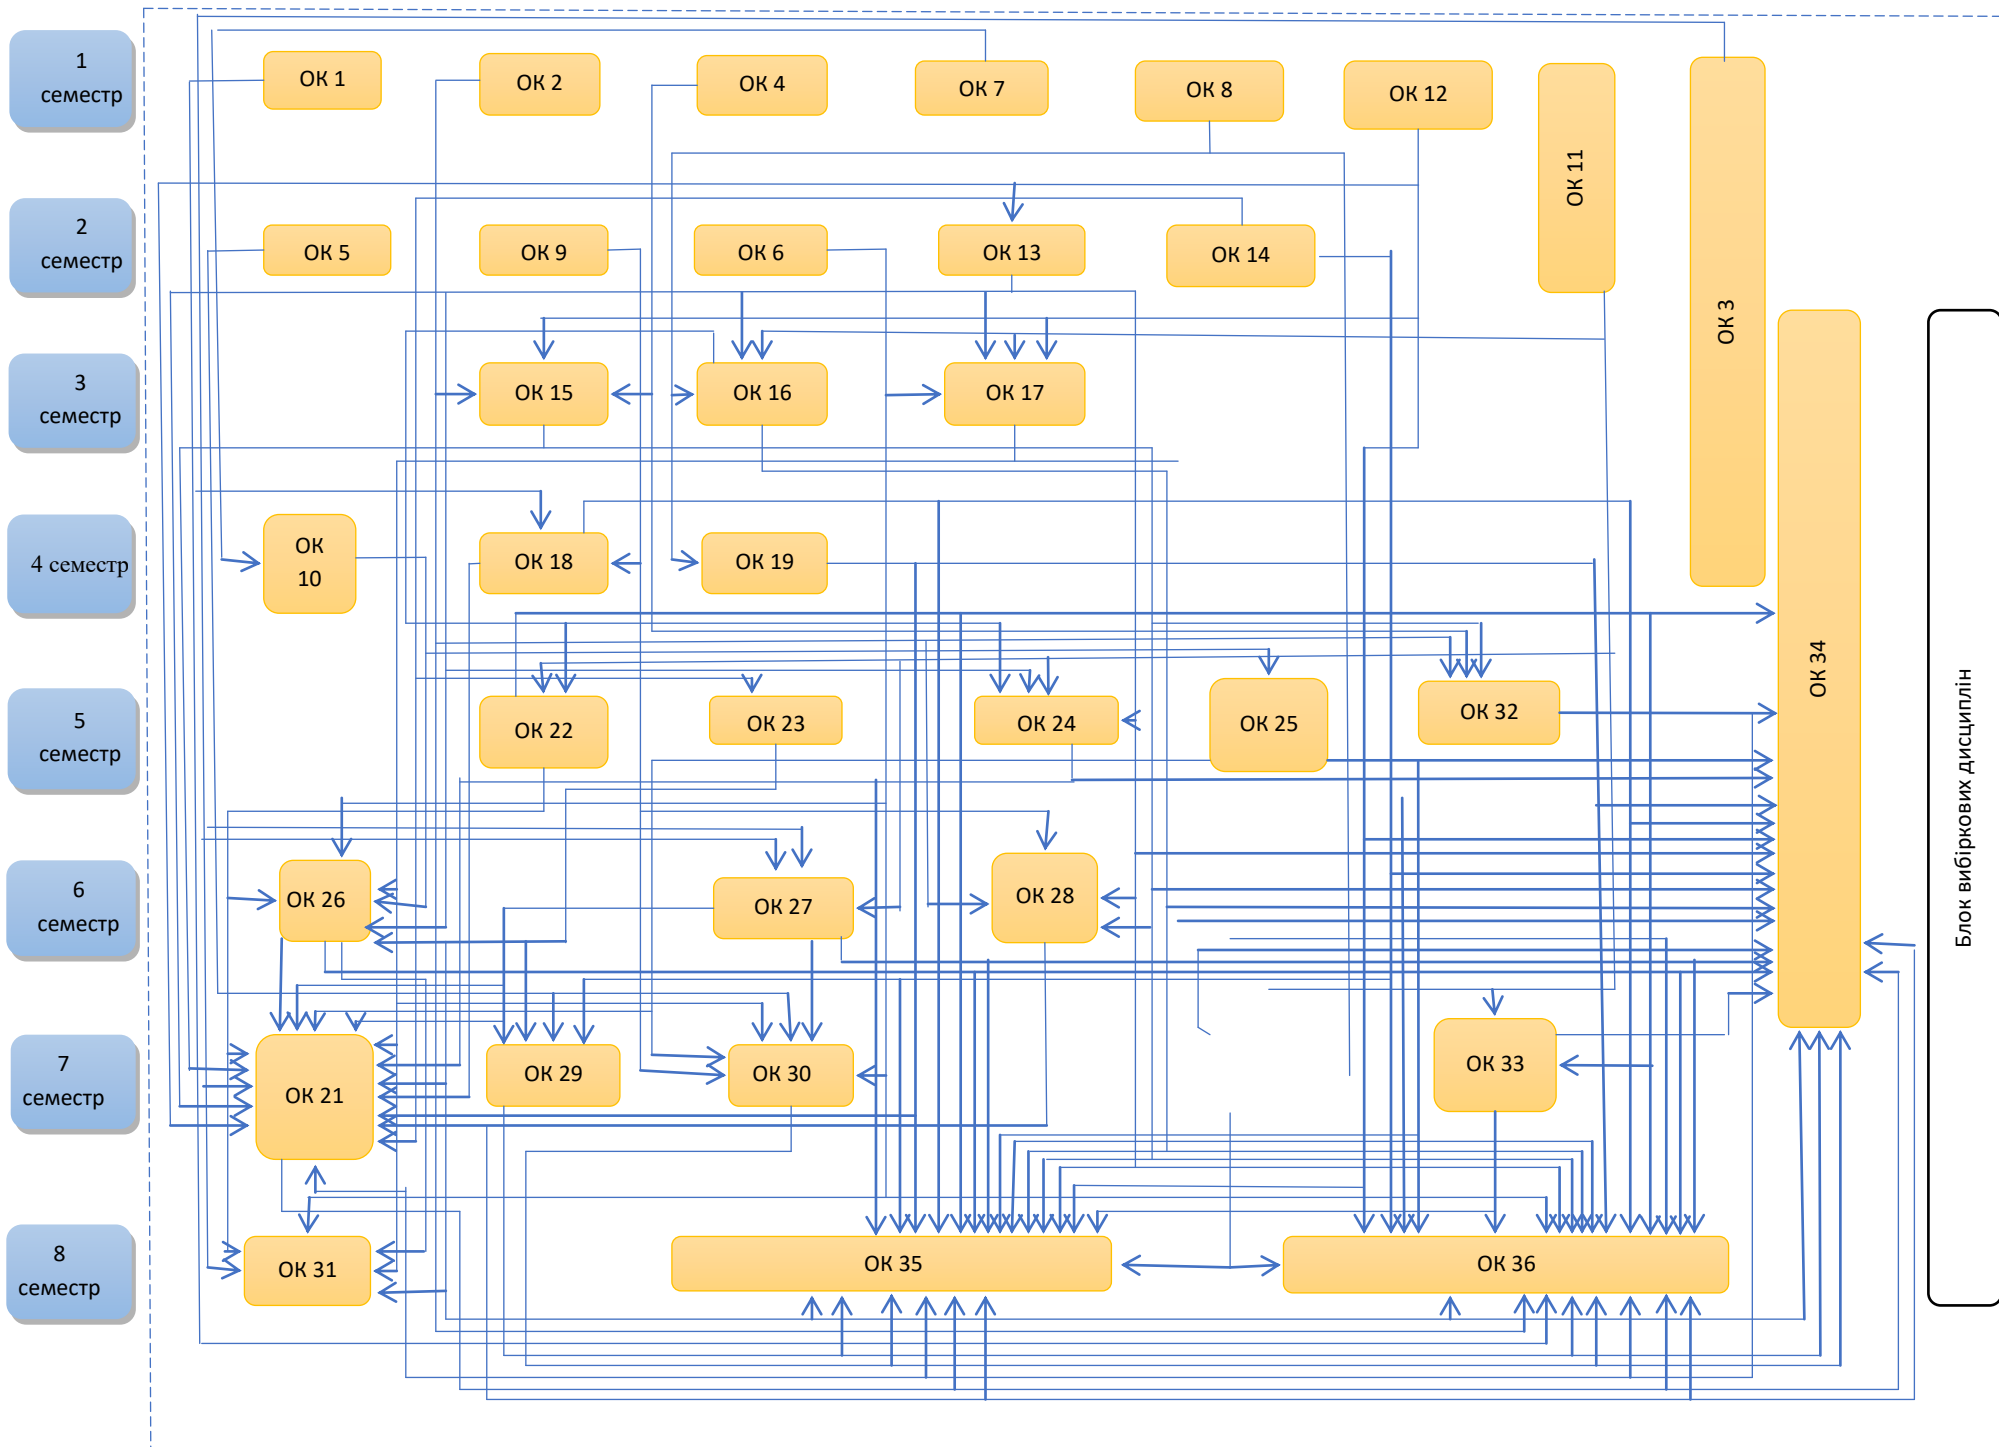 1
семестр
ОК 1
ОК 2
ОК 4
ОК 7
ОК 8
ОК 12
ОК 11
ОК 3
2
семестр
ОК 5
ОК 9
ОК 6
ОК 13
ОК 14
3
семестр
ОК 15
ОК 16
ОК 17
4 семестр
ОК
10
ОК 18
ОК 19
ОК 34
Блок вибіркових дисциплін
5
семестр
ОК 22
ОК 23
ОК 24
ОК 25
ОК 32
6
семестр
ОК 26
ОК 27
ОК 28
7
семестр
ОК 21
ОК 29
ОК 30
ОК 33
8
семестр
ОК 31
ОК 35
ОК 36